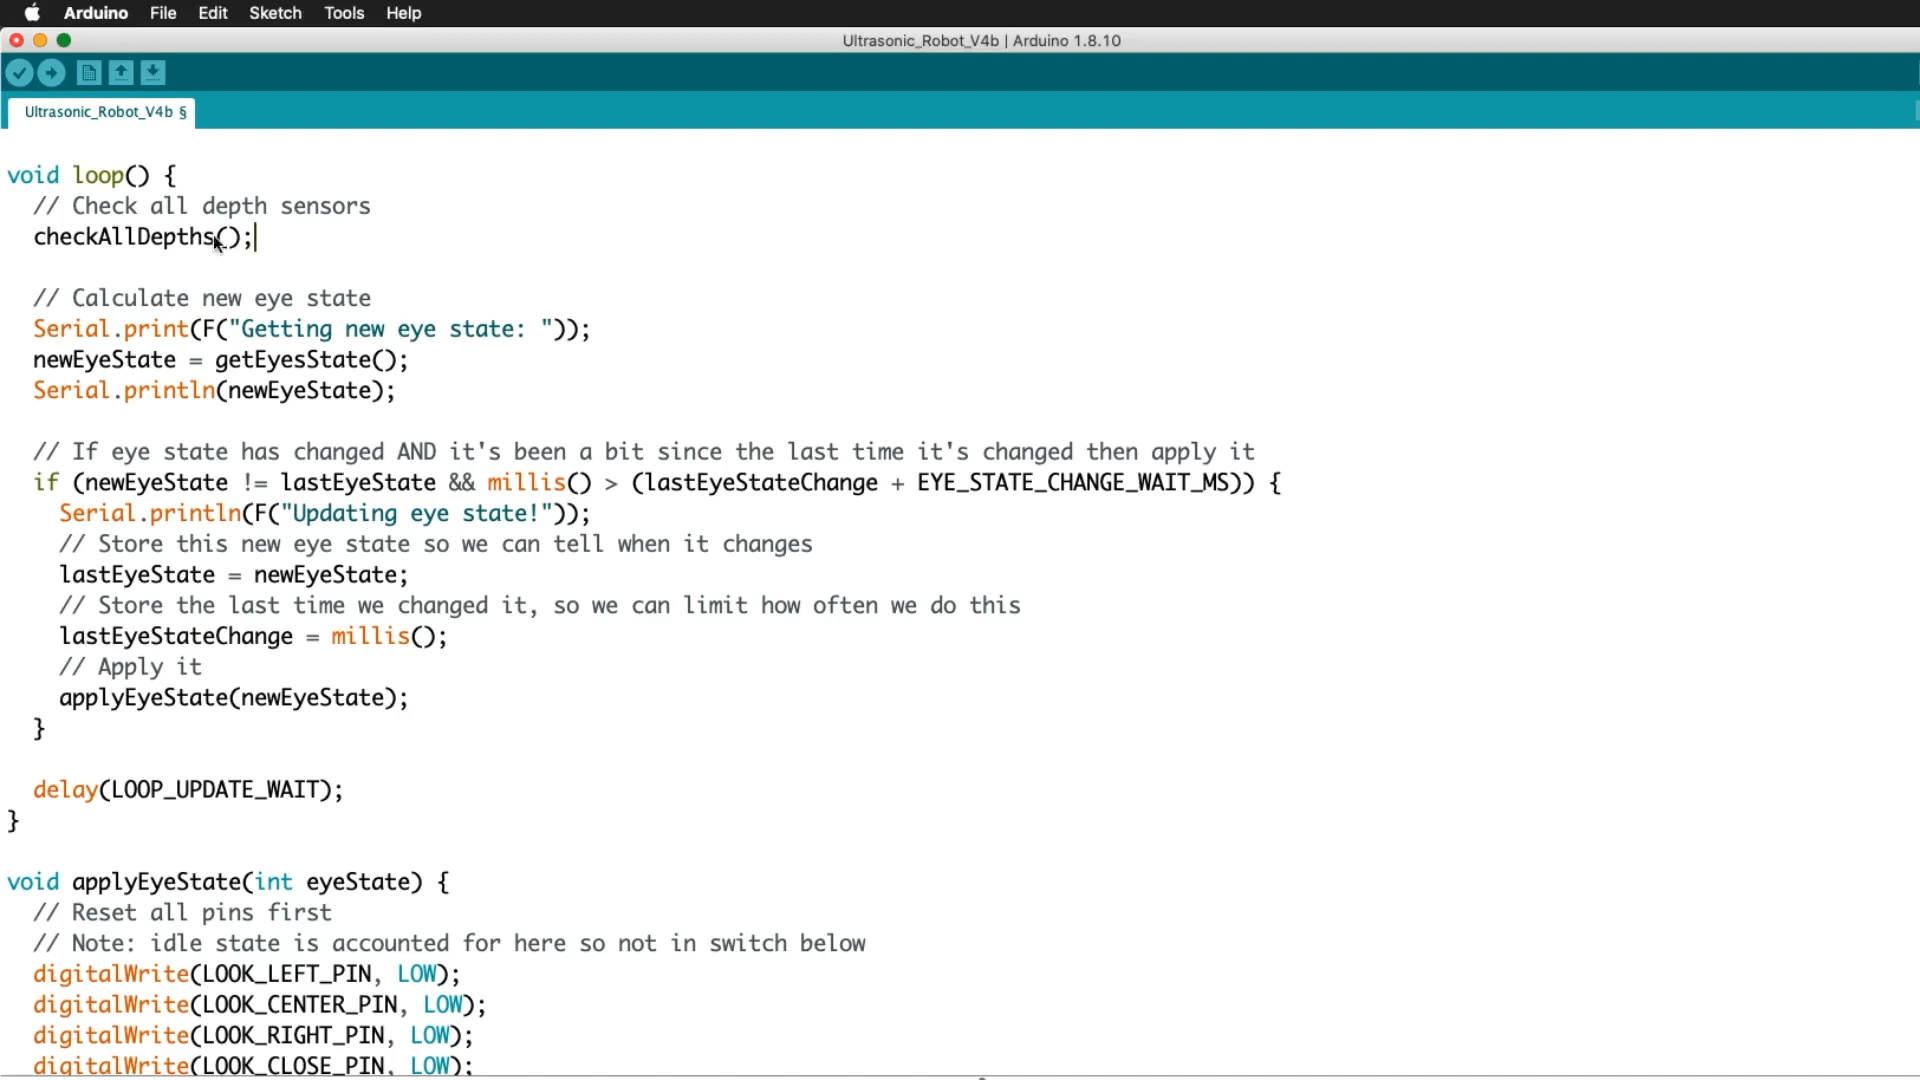 Arduino File Edit Sketch Tools Help
Ultrasonic_Robot_V4b | Arduino 1.8.10
Ultrasonic_Robot_V4b §
void loop() {
  // Check all depth sensors
  checkAllDepths();
  // Calculate new eye state
  Serial.print(F("Getting new eye state: "));
  newEyeState = getEyesState();
  Serial.println(newEyeState);
  // If eye state has changed AND it's been a bit since the last time it's changed then apply it
  if (newEyeState != lastEyeState && millis() > (lastEyeStateChange + EYE_STATE_CHANGE_WAIT_MS)) {
    Serial.println(F("Updating eye state!"));
    // Store this new eye state so we can tell when it changes
    lastEyeState = newEyeState;
    // Store the last time we changed it, so we can limit how often we do this
    lastEyeStateChange = millis();
    // Apply it
    applyEyeState(newEyeState);
  }
  delay(LOOP_UPDATE_WAIT);
}
void applyEyeState(int eyeState) {
  // Reset all pins first
  // Note: idle state is accounted for here so not in switch below
  digitalWrite(LOOK_LEFT_PIN, LOW);
  digitalWrite(LOOK_CENTER_PIN, LOW);
  digitalWrite(LOOK_RIGHT_PIN, LOW);
  digitalWrite(LOOK_CLOSE_PIN, LOW);